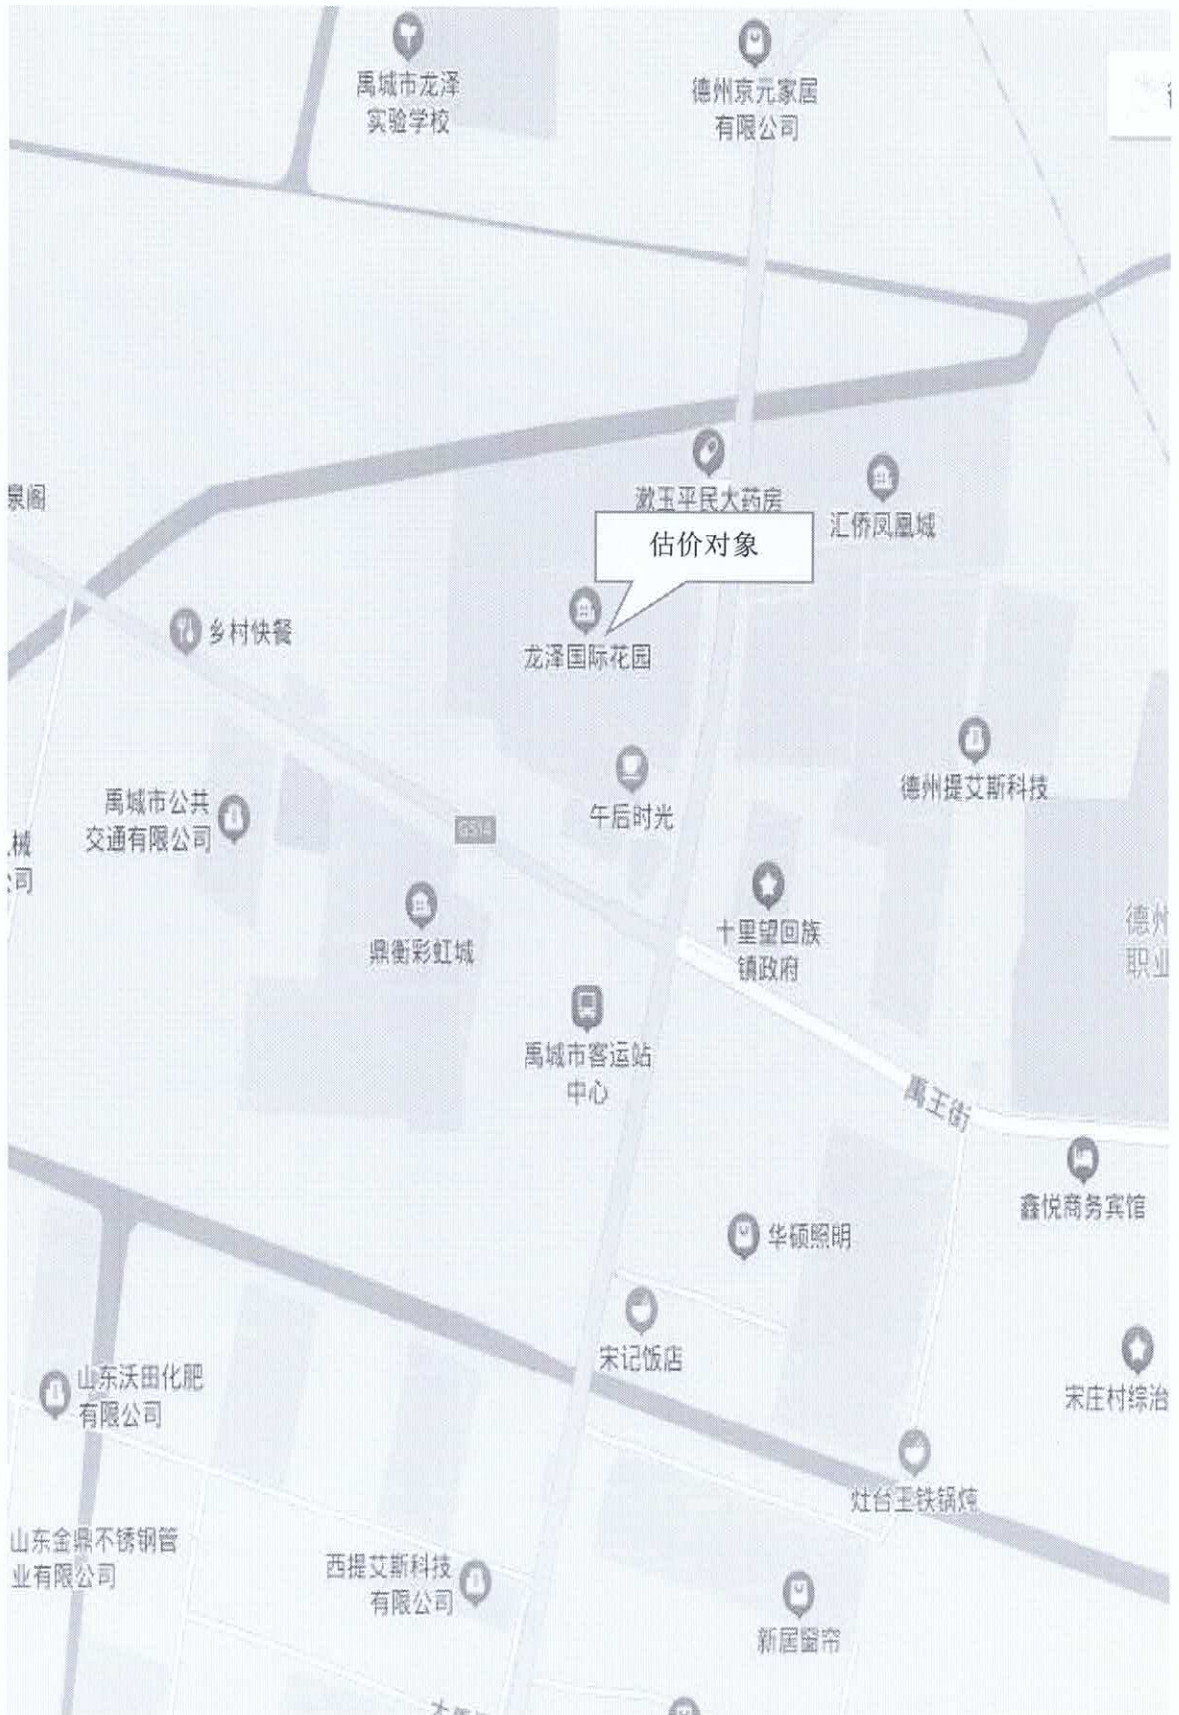 禹城市龙泽
实验学校
德州京元家居
有限公司
泉阁
漱玉平民大药房
汇侨凤凰城
估价对象
乡村快餐
龙泽国际花园
德州提艾斯科技
禹城市公共
交通有限公司
午后时光
G514
械
公司
鼎衡彩虹城
十里望回族
镇政府
德州
职业
禹城市客运站
中心
禹王街
鑫悦商务宾馆
华硕照明
宋记饭店
山东沃田化肥
有限公司
宋庄村综治
灶台王铁锅炖
山东金鼎不锈钢管
业有限公司
西提艾斯科技
有限公司
新居窗帘